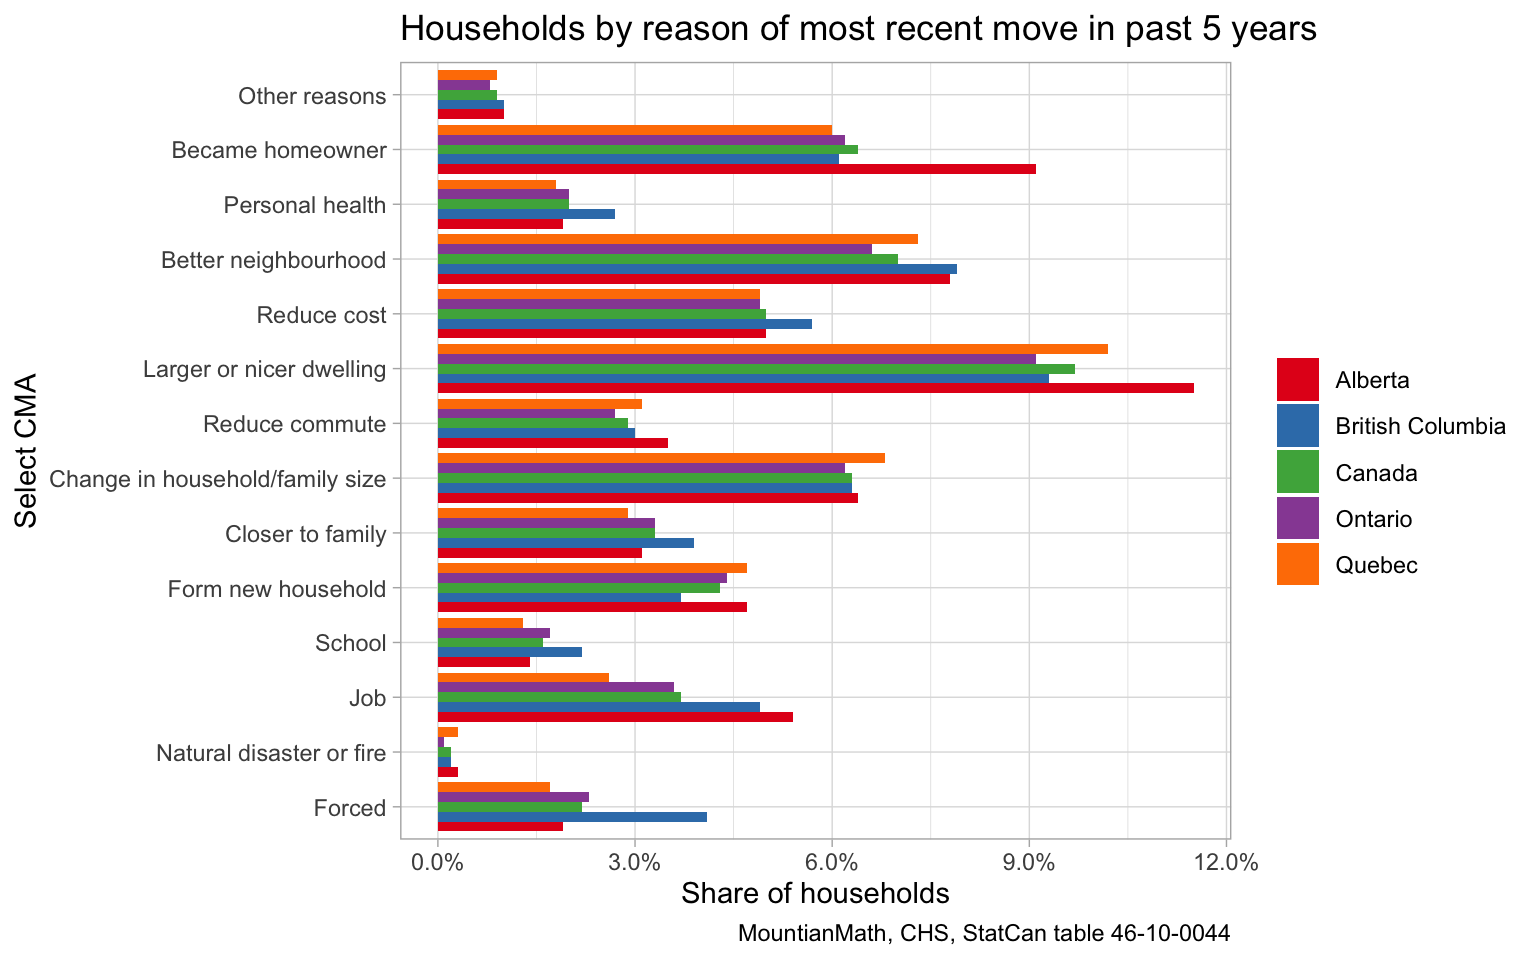 Households by reason of most recent move in past 5 years
Select CMA
Other reasons
Became homeowner
Personal health
Better neighbourhood
Reduce cost
Larger or nicer dwelling
Reduce commute
Change in household/family size
Closer to family
Form new household
School
Job
Natural disaster or fire
Forced
0.0% 3.0% 6.0% 9.0% 12.0%
Share of households
Alberta
British Columbia
Canada
Ontario
Quebec
MountianMath, CHS, StatCan table 46-10-0044